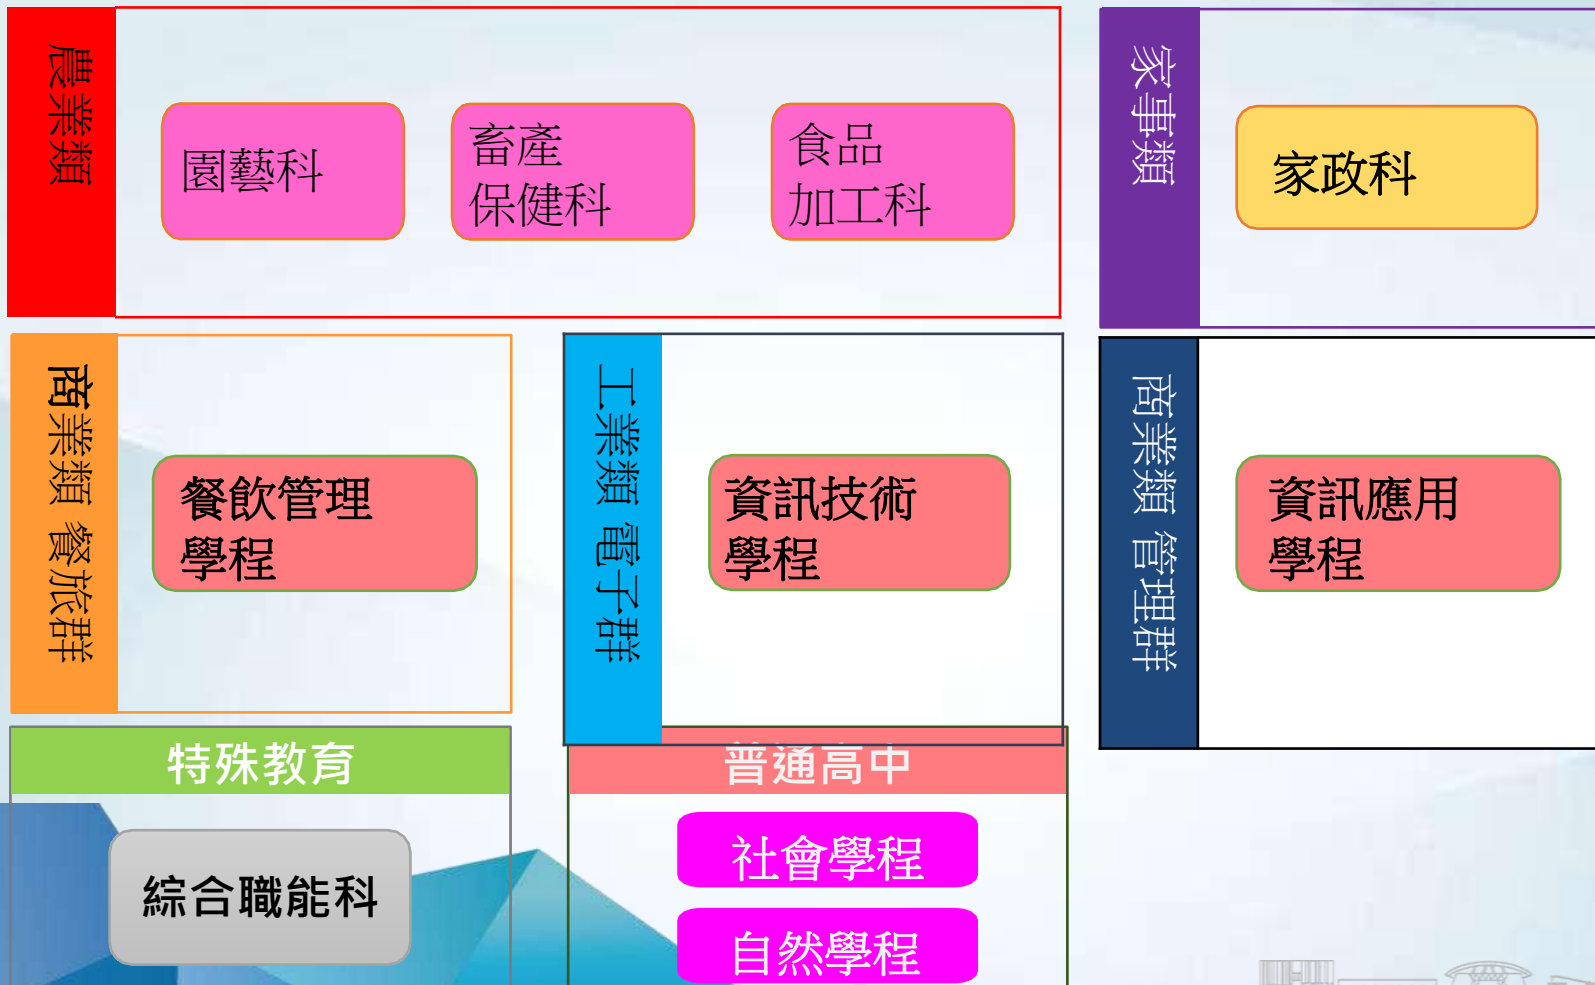 農業類
園藝科
畜產
保健科
食品
加工科
家事類
家政科
商業類 餐旅群
餐飲管理
學程
工業類 電子群
資訊技術
學程
商業類 管理群
資訊應用
學程
特殊教育
綜合職能科
普通高中
社會學程
自然學程